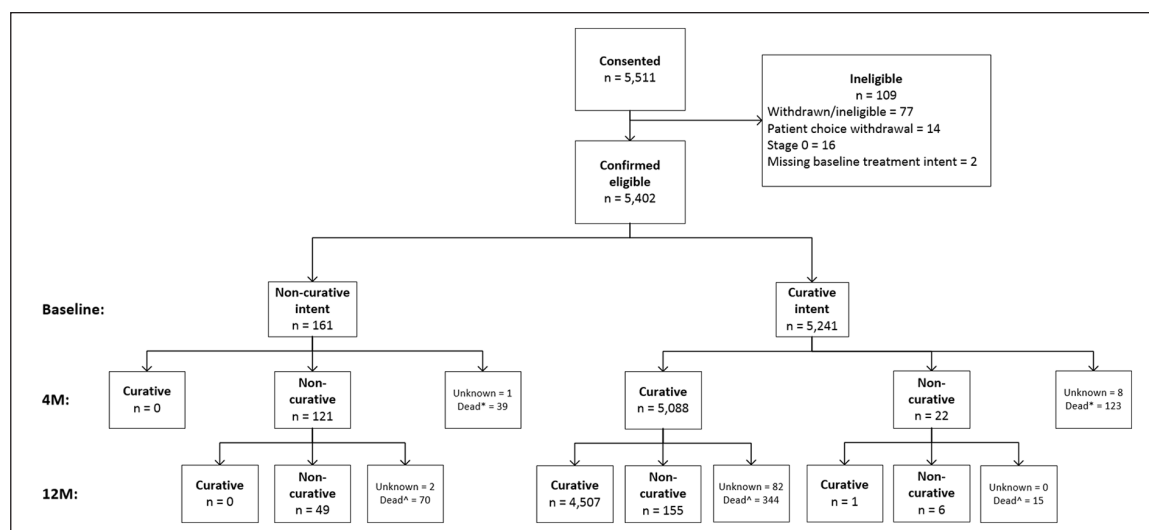 Consented
n = 5,511
Ineligible
n = 109
Withdrawn/ineligible = 77
Patient choice withdrawal = 14
Stage 0 = 16
Missing baseline treatment intent = 2
Confirmed
eligible
n = 5,402
Baseline:
Non-curative
intent
n = 161
Curative
intent
n = 5,241
4M:
Curative
n = 0
Non-
curative
n = 121
Unknown = 1
Dead* = 39
Curative
n = 5,088
Non-
curative
n = 22
Unknown = 8
Dead* = 123
12M:
Curative
n = 0
Non-
curative
n = 49
Unknown = 2
Dead^ = 70
Curative
n = 4,507
Non-
curative
n = 155
Unknown = 82
Dead^ = 344
Curative
n = 1
Non-
curative
n = 6
Unknown = 0
Dead^ = 15